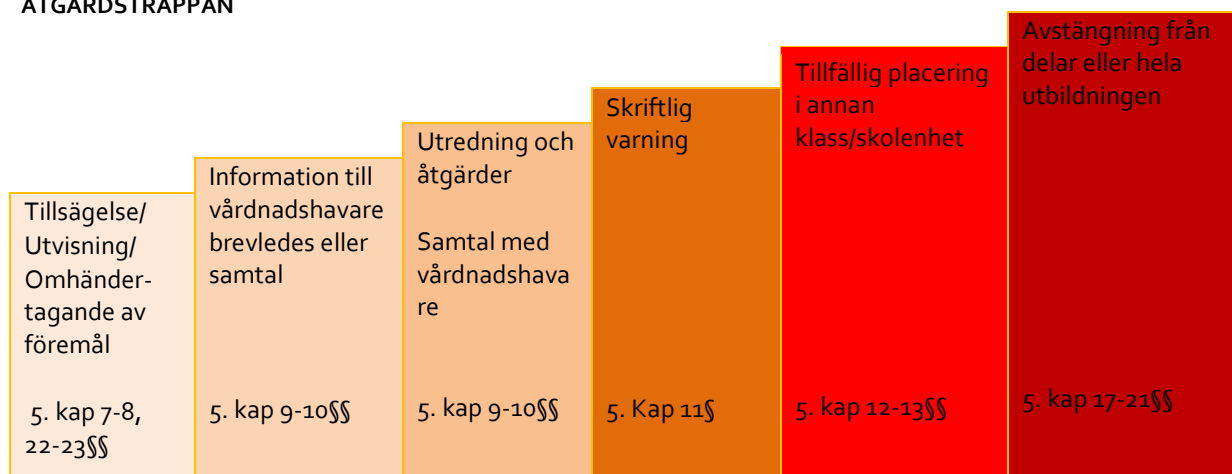 ÅTGÄRDSTRAPPAN
Tillsägelse/
Utvisning/
Omhänder-
tagande av
föremål
5. kap 7-8,
22-23§§
Information till
vårdnadshavare
brevledes eller
samtal
5. kap 9-10§§
Utredning och
åtgärder
Samtal med
vårdnadshava
re
5. kap 9-10§§
Skriftlig
varning
5. Kap 11§
Tillfällig placering
i annan
klass/skolenhet
5. kap 12-13§§
Avstängning från
delar eller hela
utbildningen
5. kap 17-21§§